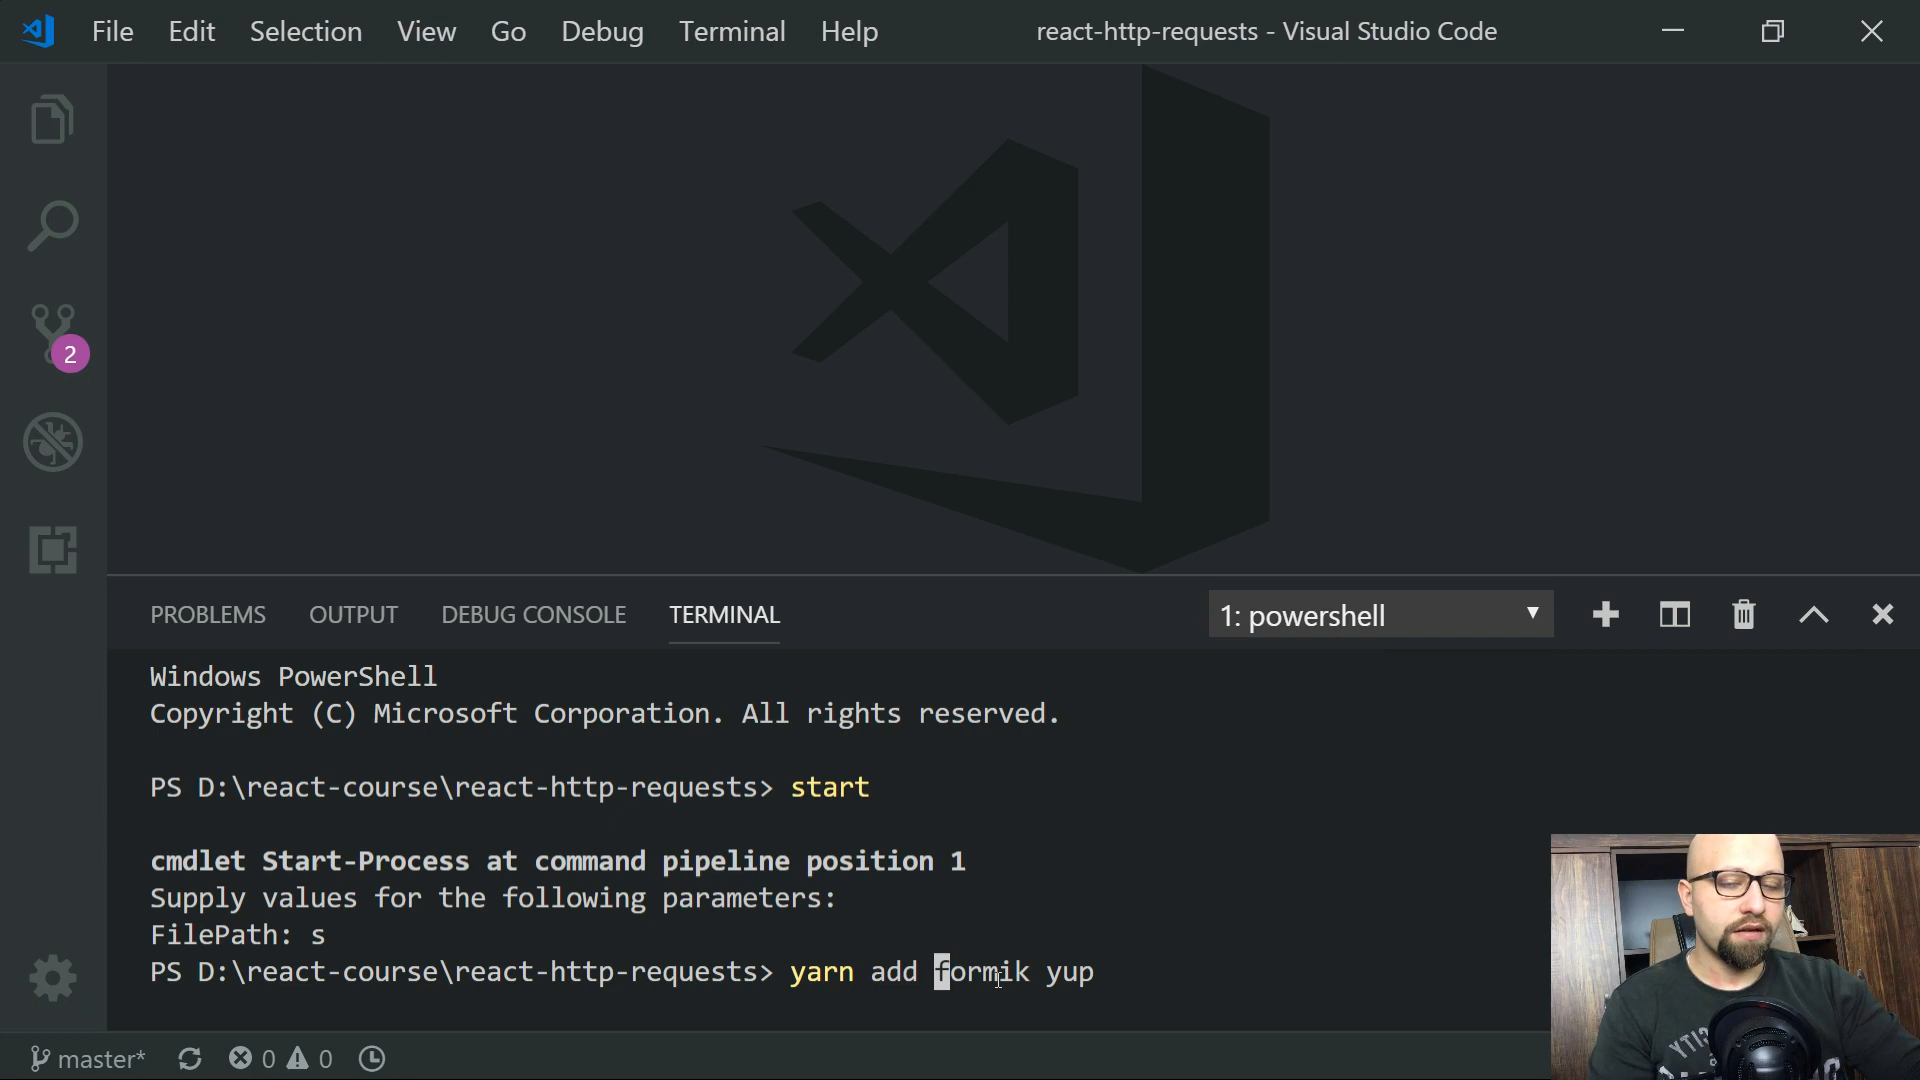 File Edit Selection View Go Debug Terminal Help
react-http-requests - Visual Studio Code
2
PROBLEMS OUTPUT DEBUG CONSOLE TERMINAL
1: powershell
Windows PowerShell
Copyright (C) Microsoft Corporation. All rights reserved.
PS D:\react-course\react-http-requests> start
cmdlet Start-Process at command pipeline position 1
Supply values for the following parameters:
FilePath: s
PS D:\react-course\react-http-requests> yarn add formik yup
master* 0 0